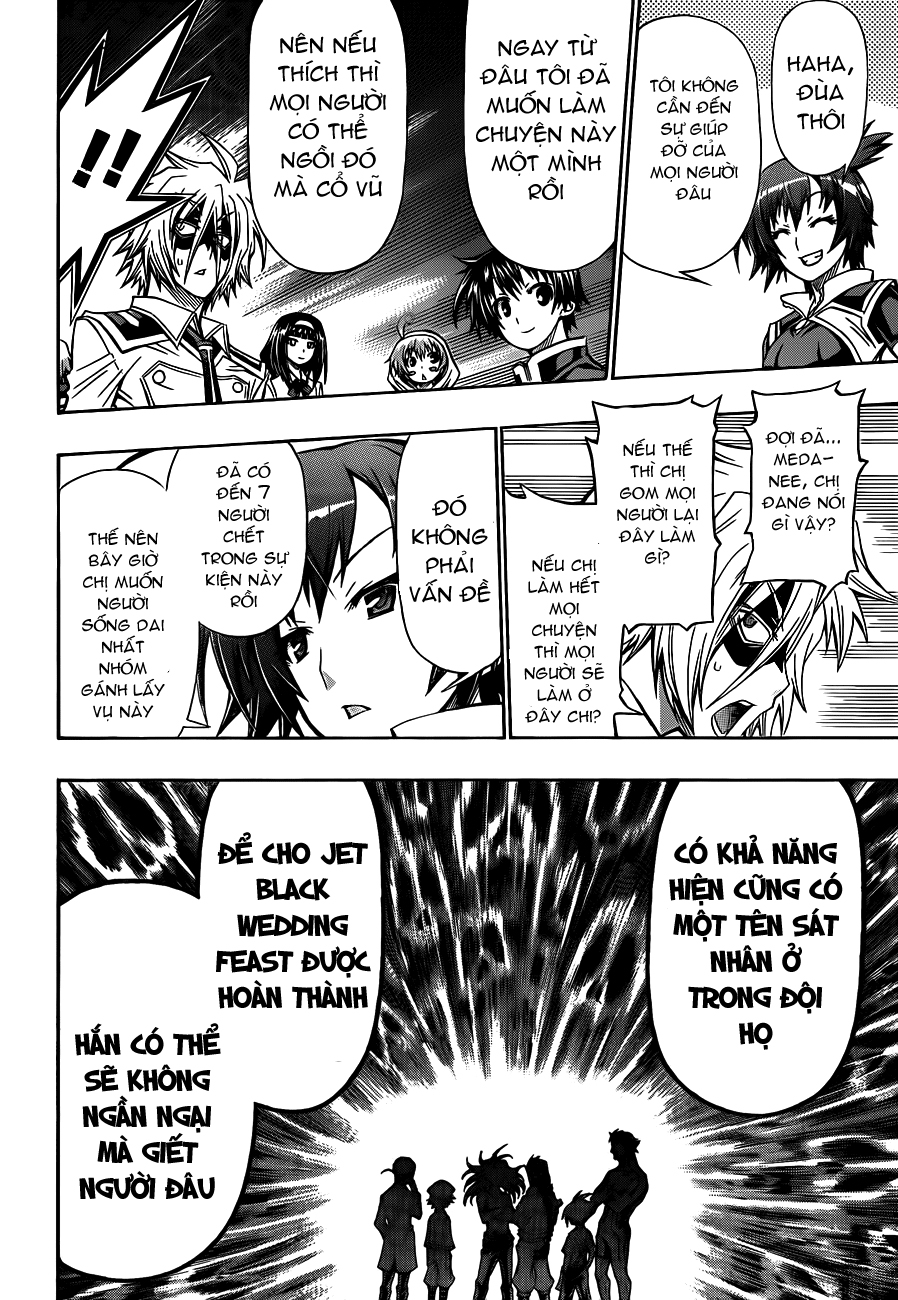 HAHA,
ĐÙA
THÔI
TÔI KHÔNG
CẦN ĐẾN
SỰ GIÚP
ĐỠ CỦA
MỌI NGƯỜI
ĐÂU
NGAY TỪ
ĐÂU TÔI ĐÃ
MUỐN LÀM
CHUYỆN NÀY
MỘT MÌNH
RỒI
NÊN NẾU
THÍCH THÌ
MỌI NGƯỜI
CÓ THỂ
NGỒI ĐÓ
MÀ CỔ VŨ
!!
ĐỢI ĐÃ...
MEDA-
NEE, CHỊ
ĐANG NÓI
GÌ VẬY?
NẾU THẾ
THÌ CHỊ
GOM MỌI
NGƯỜI LẠI
ĐÂY LÀM
GÌ?
NẾU CHỊ
LÀM HẾT
MỌI
CHUYỆN
THÌ MỌI
NGƯỜI SẼ
LÀM Ở
ĐÂY CHI?
ĐÓ
KHÔNG
PHẢI
VẤN ĐỀ
ĐÃ CÓ
ĐẾN 7
NGƯỜI
CHẾT
TRONG SỰ
KIỆN NÀY
RỒI
THẾ NÊN
BÂY GIỜ
CHỊ MUỐN
NGƯỜI
SỐNG DAI
NHẤT
NHÓM
GÁNH LẤY
VỤ NÀY
CÓ KHẢ NĂNG
HIỆN CŨNG CÓ
MỘT TÊN SÁT
NHÂN Ở
TRONG ĐỘI
HỌ
ĐỂ CHO JET
BLACK
WEDDING
FEAST ĐƯỢC
HOÀN THÀNH
HẮN CÓ THỂ
SẼ KHÔNG
NGẦN NGẠI
MÀ GIẾT
NGƯỜI ĐÂU